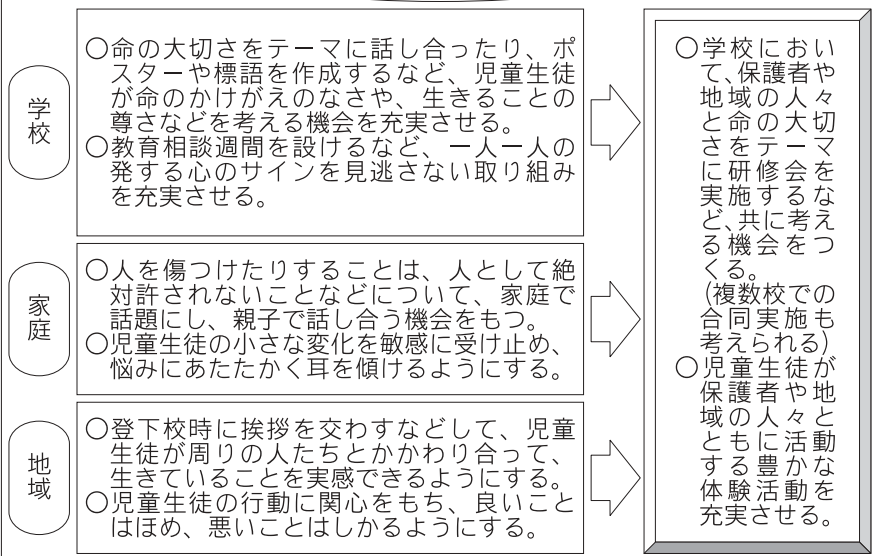 学校
○命の大切さをテーマに話し合ったり、ポ
スターや標語を作成するなど、児童生徒
が命のかけがえのなさや、生きることの
尊さなどを考える機会を充実させる。
○教育相談週間を設けるなど、一人一人の
発する心のサインを見逃さない取り組み
を充実させる。
家庭
○人を傷つけたりすることは、人として絶
対許されないことなどについて、家庭で
話題にし、親子で話し合う機会をもつ。
○児童生徒の小さな変化を敏感に受け止め、
悩みにあたたかく耳を傾けるようにする。
地域
○登下校時に挨拶を交わすなどして、児童
生徒が周りの人たちとかかわり合って、
生きていることを実感できるようにする。
○児童生徒の行動に関心をもち、良いこと
はほめ、悪いことはしかるようにする。
○学校におい
て、保護者や
地域の人々
と命の大切
さをテーマ
に研修会を
実施するな
ど、共に考え
る機会をつ
くる。
(複数校での
合同実施も
考えられる)
○児童生徒が
保護者や地
域の人々と
ともに活動
する豊かな
体験活動を
充実させる。